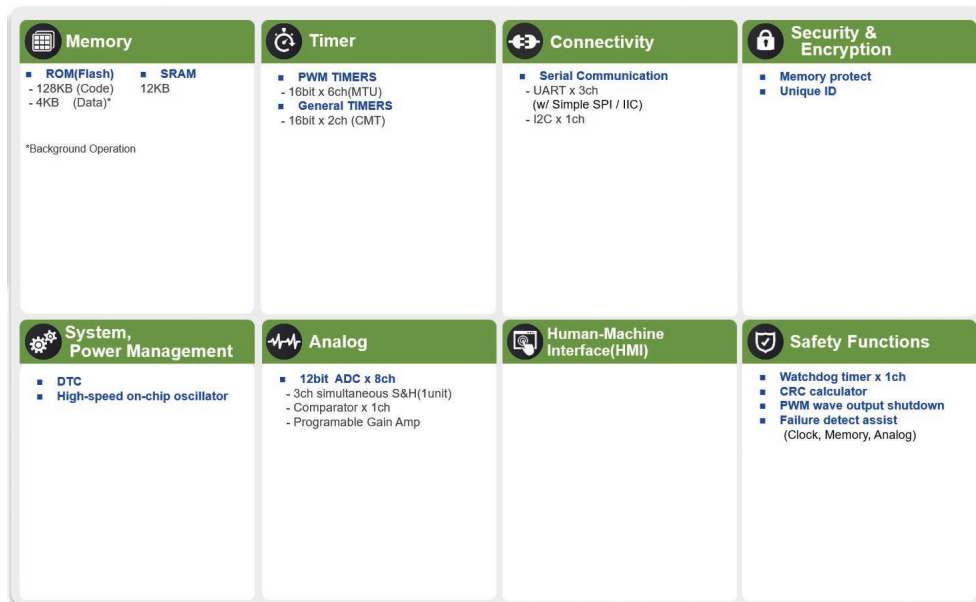 Memory
■ ROM(Flash) ■ SRAM
- 128KB (Code) 12KB
- 4KB (Data)*
*Background Operation
Timer
■ PWM TIMERS
- 16bit x 6ch(MTU)
■ General TIMERS
- 16bit x 2ch (CMT)
Connectivity
■ Serial Communication
- UART x 3ch
(w/ Simple SPI / IIC)
- I2C x 1ch
Security &
Encryption
■ Memory protect
■ Unique ID
System,
Power Management
■ DTC
■ High-speed on-chip oscillator
Analog
■ 12bit ADC x 8ch
- 3ch simultaneous S&H(1unit)
- Comparator x 1ch
- Programable Gain Amp
Human-Machine
Interface(HMI)
Safety Functions
■ Watchdog timer x 1ch
■ CRC calculator
■ PWM wave output shutdown
■ Failure detect assist
(Clock, Memory, Analog)